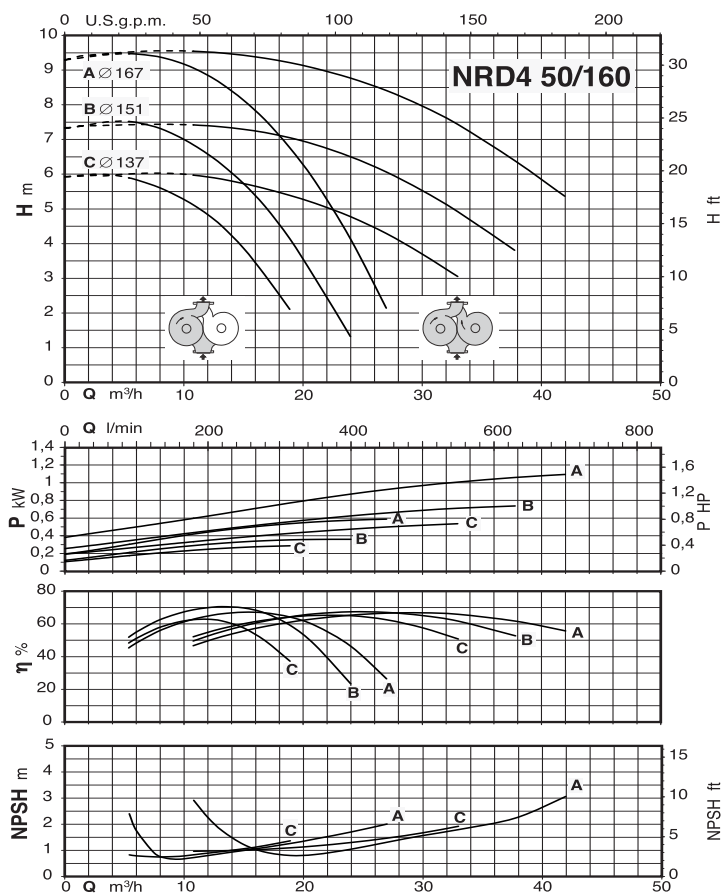 0 U.S.g.p.m. 50 100 150 200
10
9
8
7
6
5
4
3
2
1
0
H m
A ∅ 167
B ∅ 151
C ∅ 137
NRD4 50/160
30
25
20
15
10
5
0
H ft
0 Q m³/h 10 20 30 40 50
0 Q l/min 200 400 600 800
1,4
1,2
1
0,8
0,6
0,4
0,2
0
P kW
A
B
C
A
B
C
1,6
1,2
0,8
0,4
0
P HP
80
60
40
20
0
η %
A
B
C
A
B
C
5
4
3
2
1
0
NPSH m
A
C
A
C
15
10
5
0
NPSH ft
0 Q m³/h 10 20 30 40 50